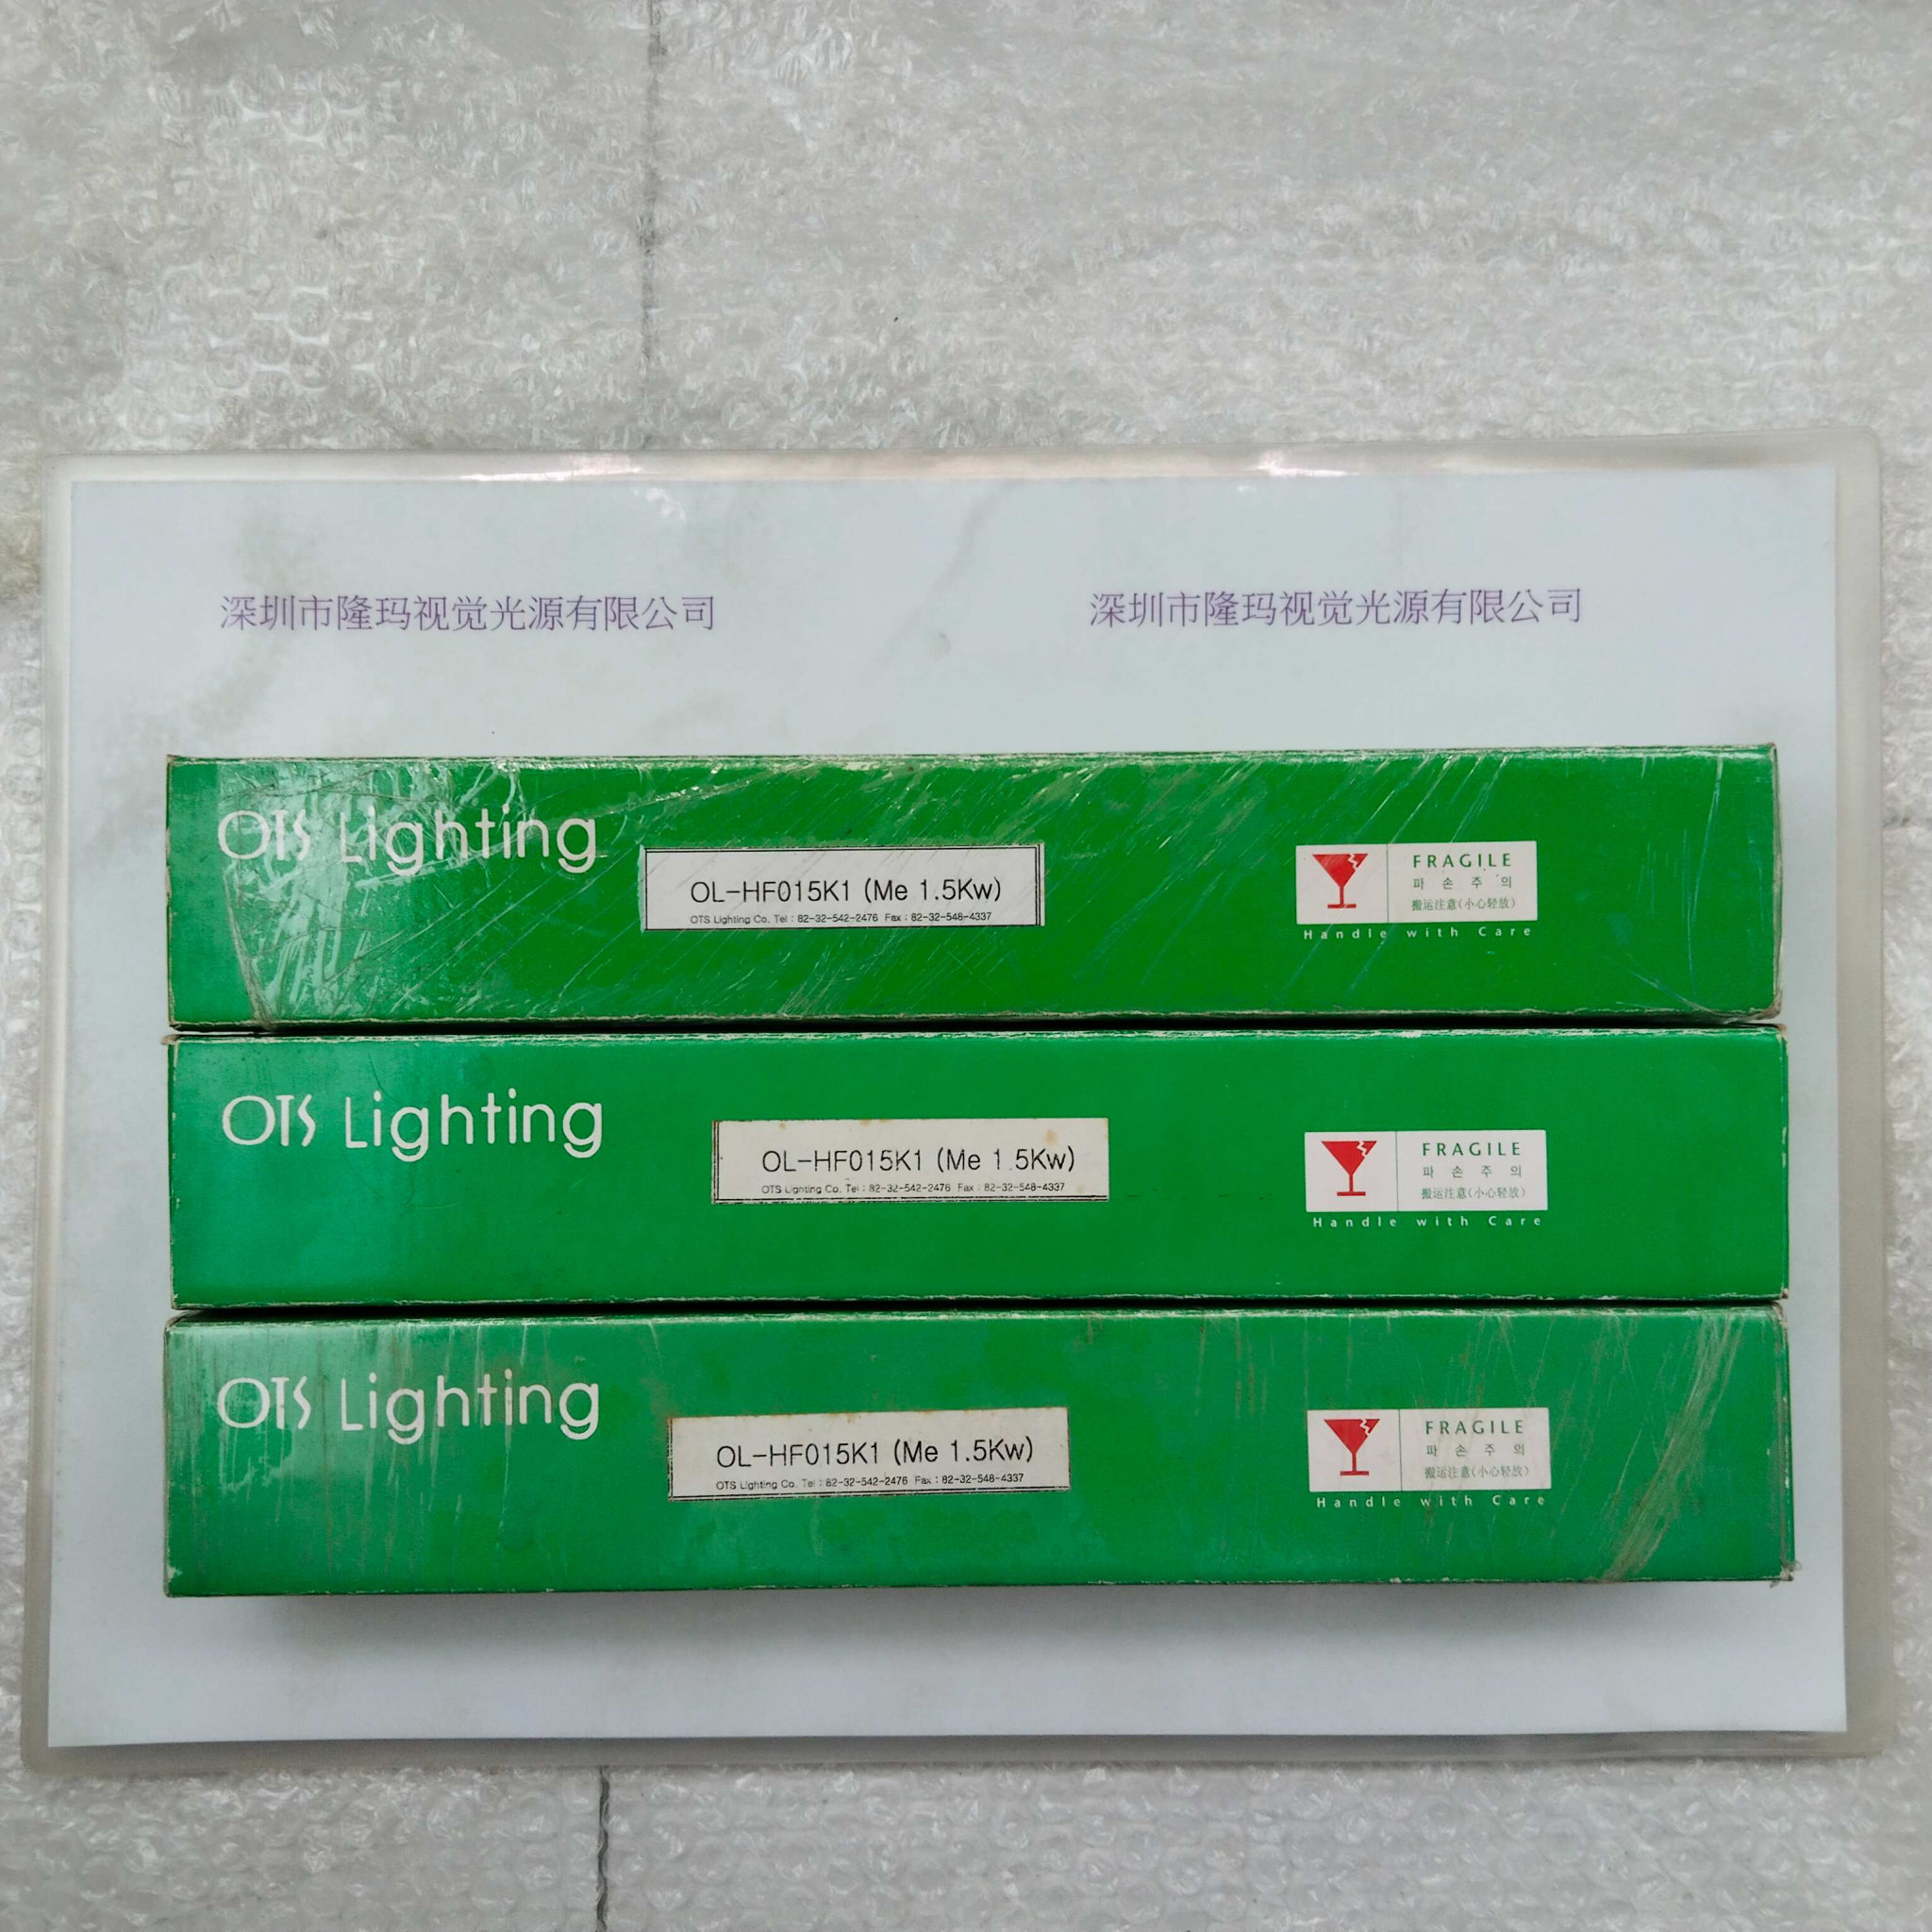 深圳市隆玛视觉光源有限公司 深圳市隆玛视觉光源有限公司
OTS Lighting
OL-HF015K1 (Me 1.5Kw)
OTS Lighting Co. Tel : 82-32-542-2476 Fax : 82-32-548-4337
FRAGILE
파 손 주 의
搬运注意(小心轻放)
Handle with Care
OTS Lighting
OL-HF015K1 (Me 1.5Kw)
OTS Lighting Co. Tel : 82-32-542-2476 Fax : 82-32-548-4337
FRAGILE
파 손 주 의
搬运注意(小心轻放)
Handle with Care
OTS Lighting
OL-HF015K1 (Me 1.5Kw)
OTS Lighting Co. Tel : 82-32-542-2476 Fax : 82-32-548-4337
FRAGILE
파 손 주 의
搬运注意(小心轻放)
Handle with Care